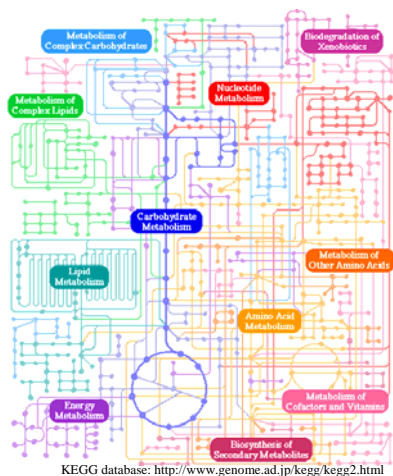 Metabolism of
Complex Carbohydrates
Biodegradation of
Xenobiotics
Nucleotide
Metabolism
Metabolism of
Complex Lipids
Carbohydrate
Metabolism
Metabolism of
Other Amino Acids
Lipid
Metabolism
Amino Acid
Metabolism
Metabolism of
Cofactors and Vitamins
Energy
Metabolism
Biosynthesis of
Secondary Metabolites
KEGG database: http://www.genome.ad.jp/kegg/kegg2.html